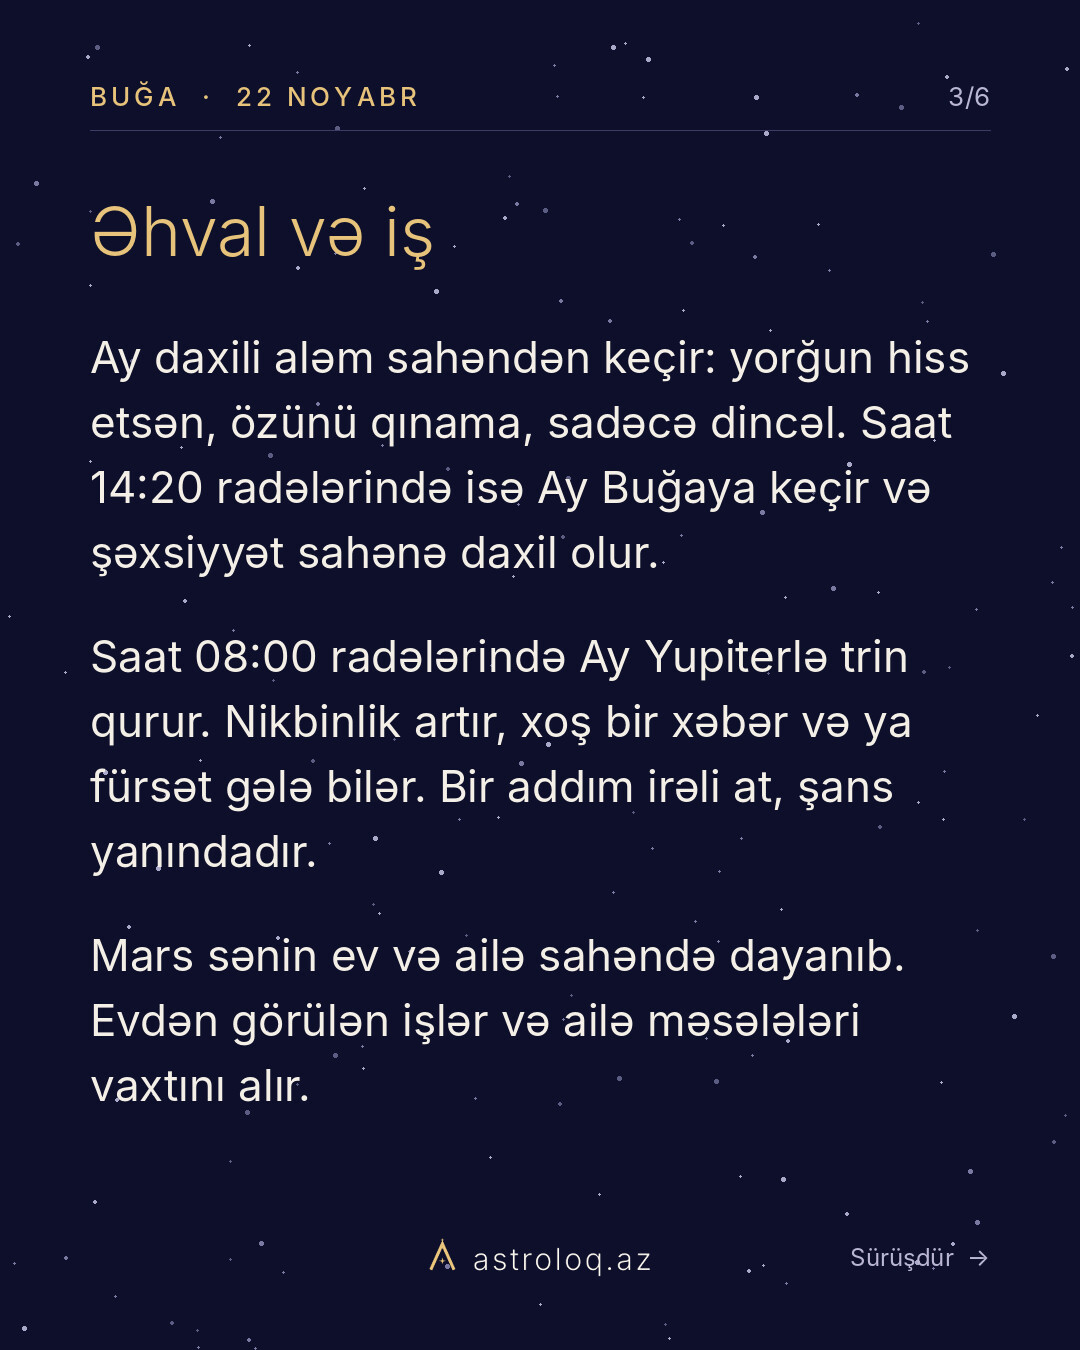 BUĞA · 22 NOYABR
3/6
Əhval və iş
Ay daxili aləm sahəndən keçir: yorğun hiss
etsən, özünü qınama, sadəcə dincəl. Saat
14:20 radələrində isə Ay Buğaya keçir və
şəxsiyyət sahənə daxil olur.
Saat 08:00 radələrində Ay Yupiterlə trin
qurur. Nikbinlik artır, xoş bir xəbər və ya
fürsət gələ bilər. Bir addım irəli at, şans
yanındadır.
Mars sənin ev və ailə sahəndə dayanıb.
Evdən görülən işlər və ailə məsələləri
vaxtını alır.
astroloq.az
Sürüşdür →